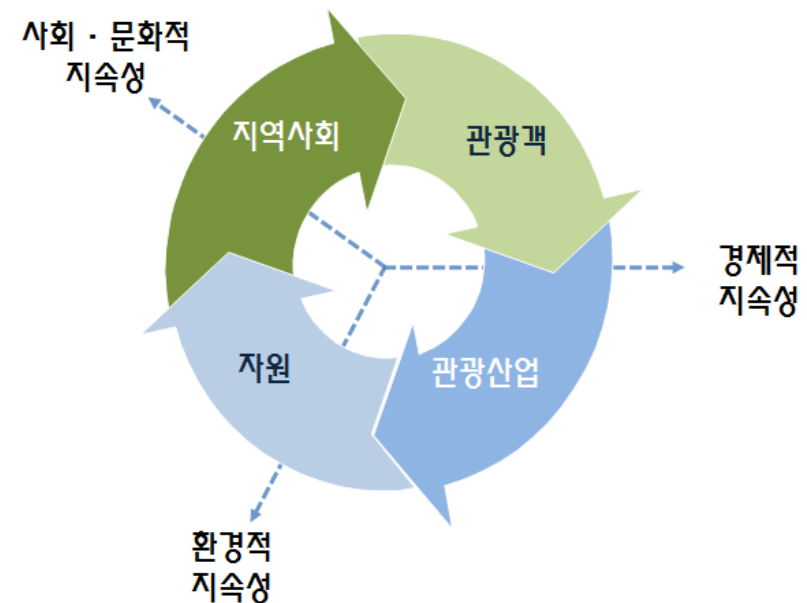 사회 · 문화적
지속성
지역사회
관광객
경제적
지속성
자원
관광산업
환경적
지속성